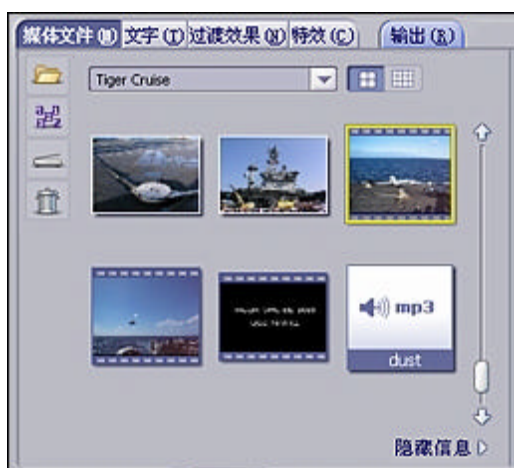 媒体文件 (M) 文字 (T) 过渡效果 (N) 特效 (C) 输出 (R)
Tiger Cruise
mp3
dust
隐藏信息